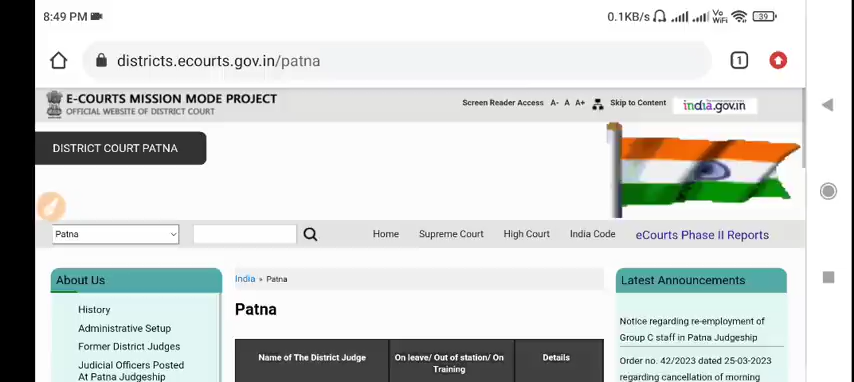 8:49 PM
0.1KB/s Vo WiFi 39
districts.ecourts.gov.in/patna
1
E-COURTS MISSION MODE PROJECT
OFFICIAL WEBSITE OF DISTRICT COURT
Screen Reader Access A- A A+ Skip to Content india.gov.in
DISTRICT COURT PATNA
Patna
Home Supreme Court High Court India Code eCourts Phase II Reports
About Us
History
Administrative Setup
Former District Judges
Judicial Officers Posted
At Patna Judgeship
India » Patna
Patna
Name of The District Judge
On leave/ Out of station/ On
Training
Details
Latest Announcements
Notice regarding re-employment of
Group C staff in Patna Judgeship
Order no. 42/2023 dated 25-03-2023
regarding cancellation of morning